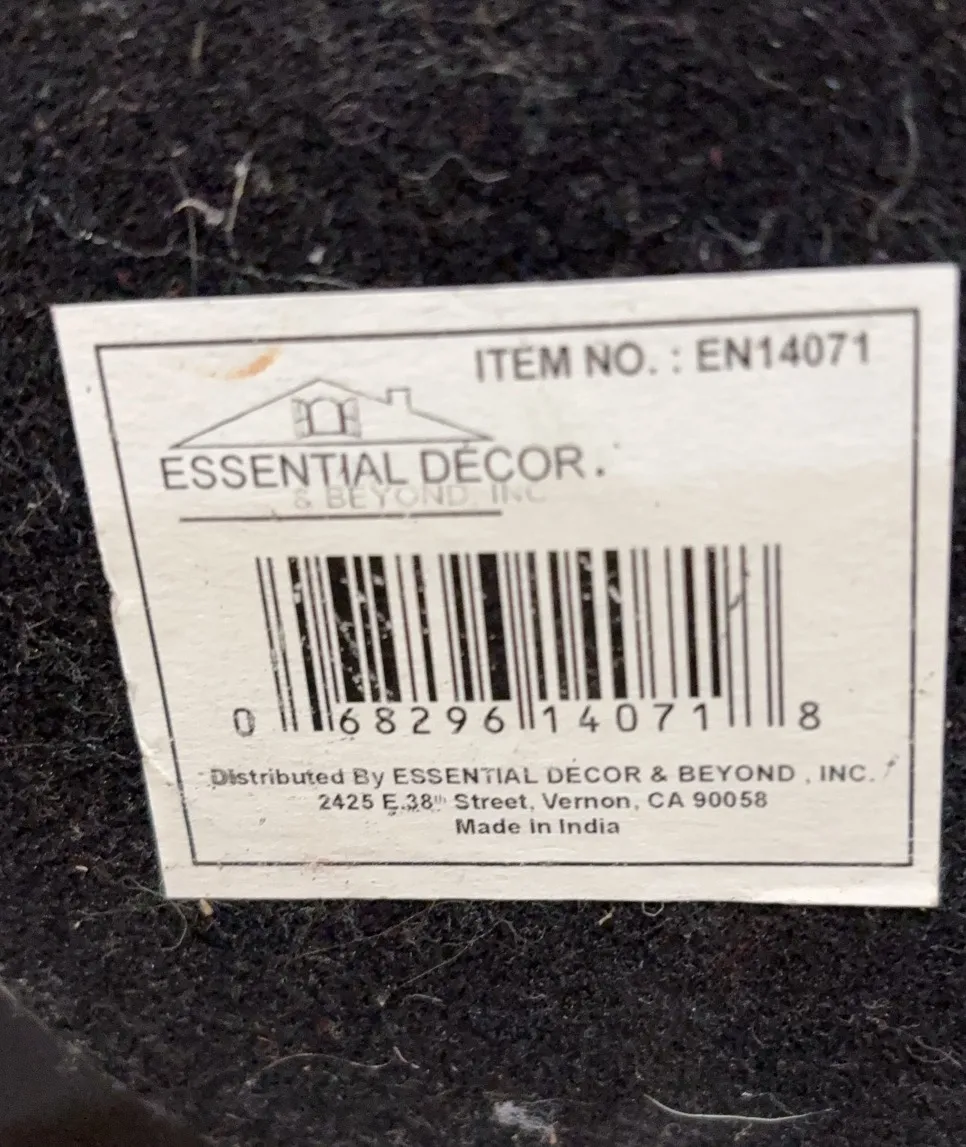 ITEM NO. : EN14071
ESSENTIAL DÉCOR.
& BEYOND, INC
0 68296 14071 8
Distributed By ESSENTIAL DÉCOR & BEYOND , INC.
2425 E.38th Street, Vernon, CA 90058
Made in India